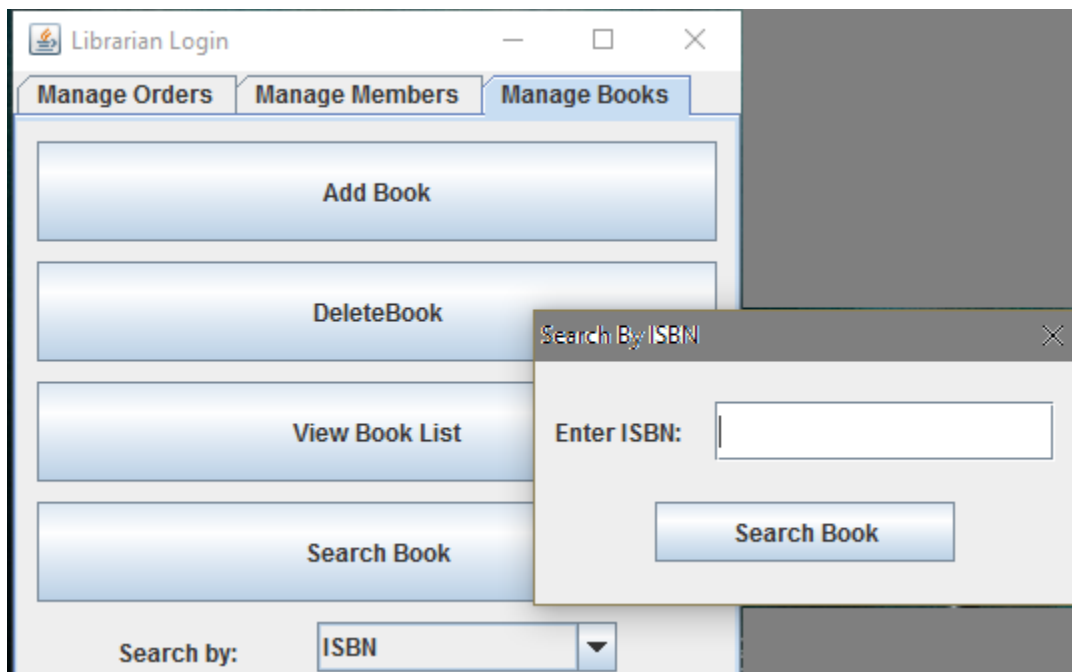 Librarian Login
Manage Orders Manage Members Manage Books
Add Book
DeleteBook
View Book List
Search Book
Search by: ISBN
Search By ISBN
Enter ISBN:
Search Book